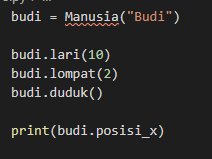 budi = Manusia("Budi")
budi.lari(10)
budi.lompat(2)
budi.duduk()
print(budi.posisi_x)